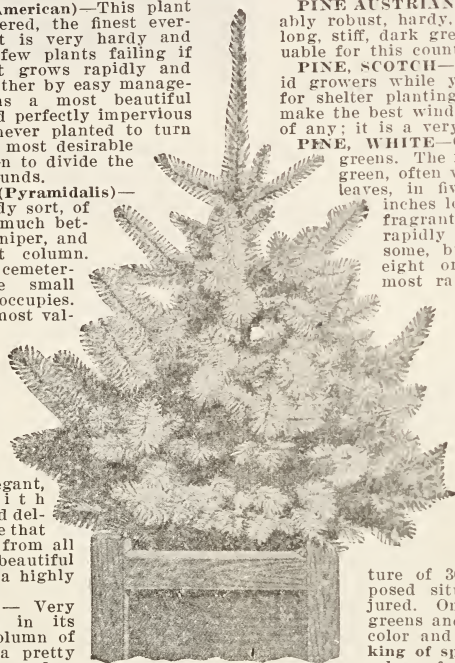 American)—This plant
ered, the finest ever-
t is very hardy and
few plants failing if
t grows rapidly and
ther by easy manage-
as a most beautiful
d perfectly impervious
never planted to turn
most desirable
n to divide the
unds.
(Pyramidalis)—
dly sort, of
much bet-
niper, and
t column.
cemeter-
e small
occupies.
most val-
egant,
ith
d del-
e that
from all
beautiful
a highly
— Very
in its
olumn of
a pretty
PINE AUSTRIAN
ably robust, hardy.
long, stiff, dark gre
uable for this count
PINE, SCOTCH—
id growers while y
for shelter planting
make the best wind
of any; it is a very
PINE, WHITE—
greens. The
green, often v
leaves, in fiv
inches l
fragrant
rapidly
some, b
eight or
most ra
ture of 30
posed situ
jured. On
greens and
color and
king of sp